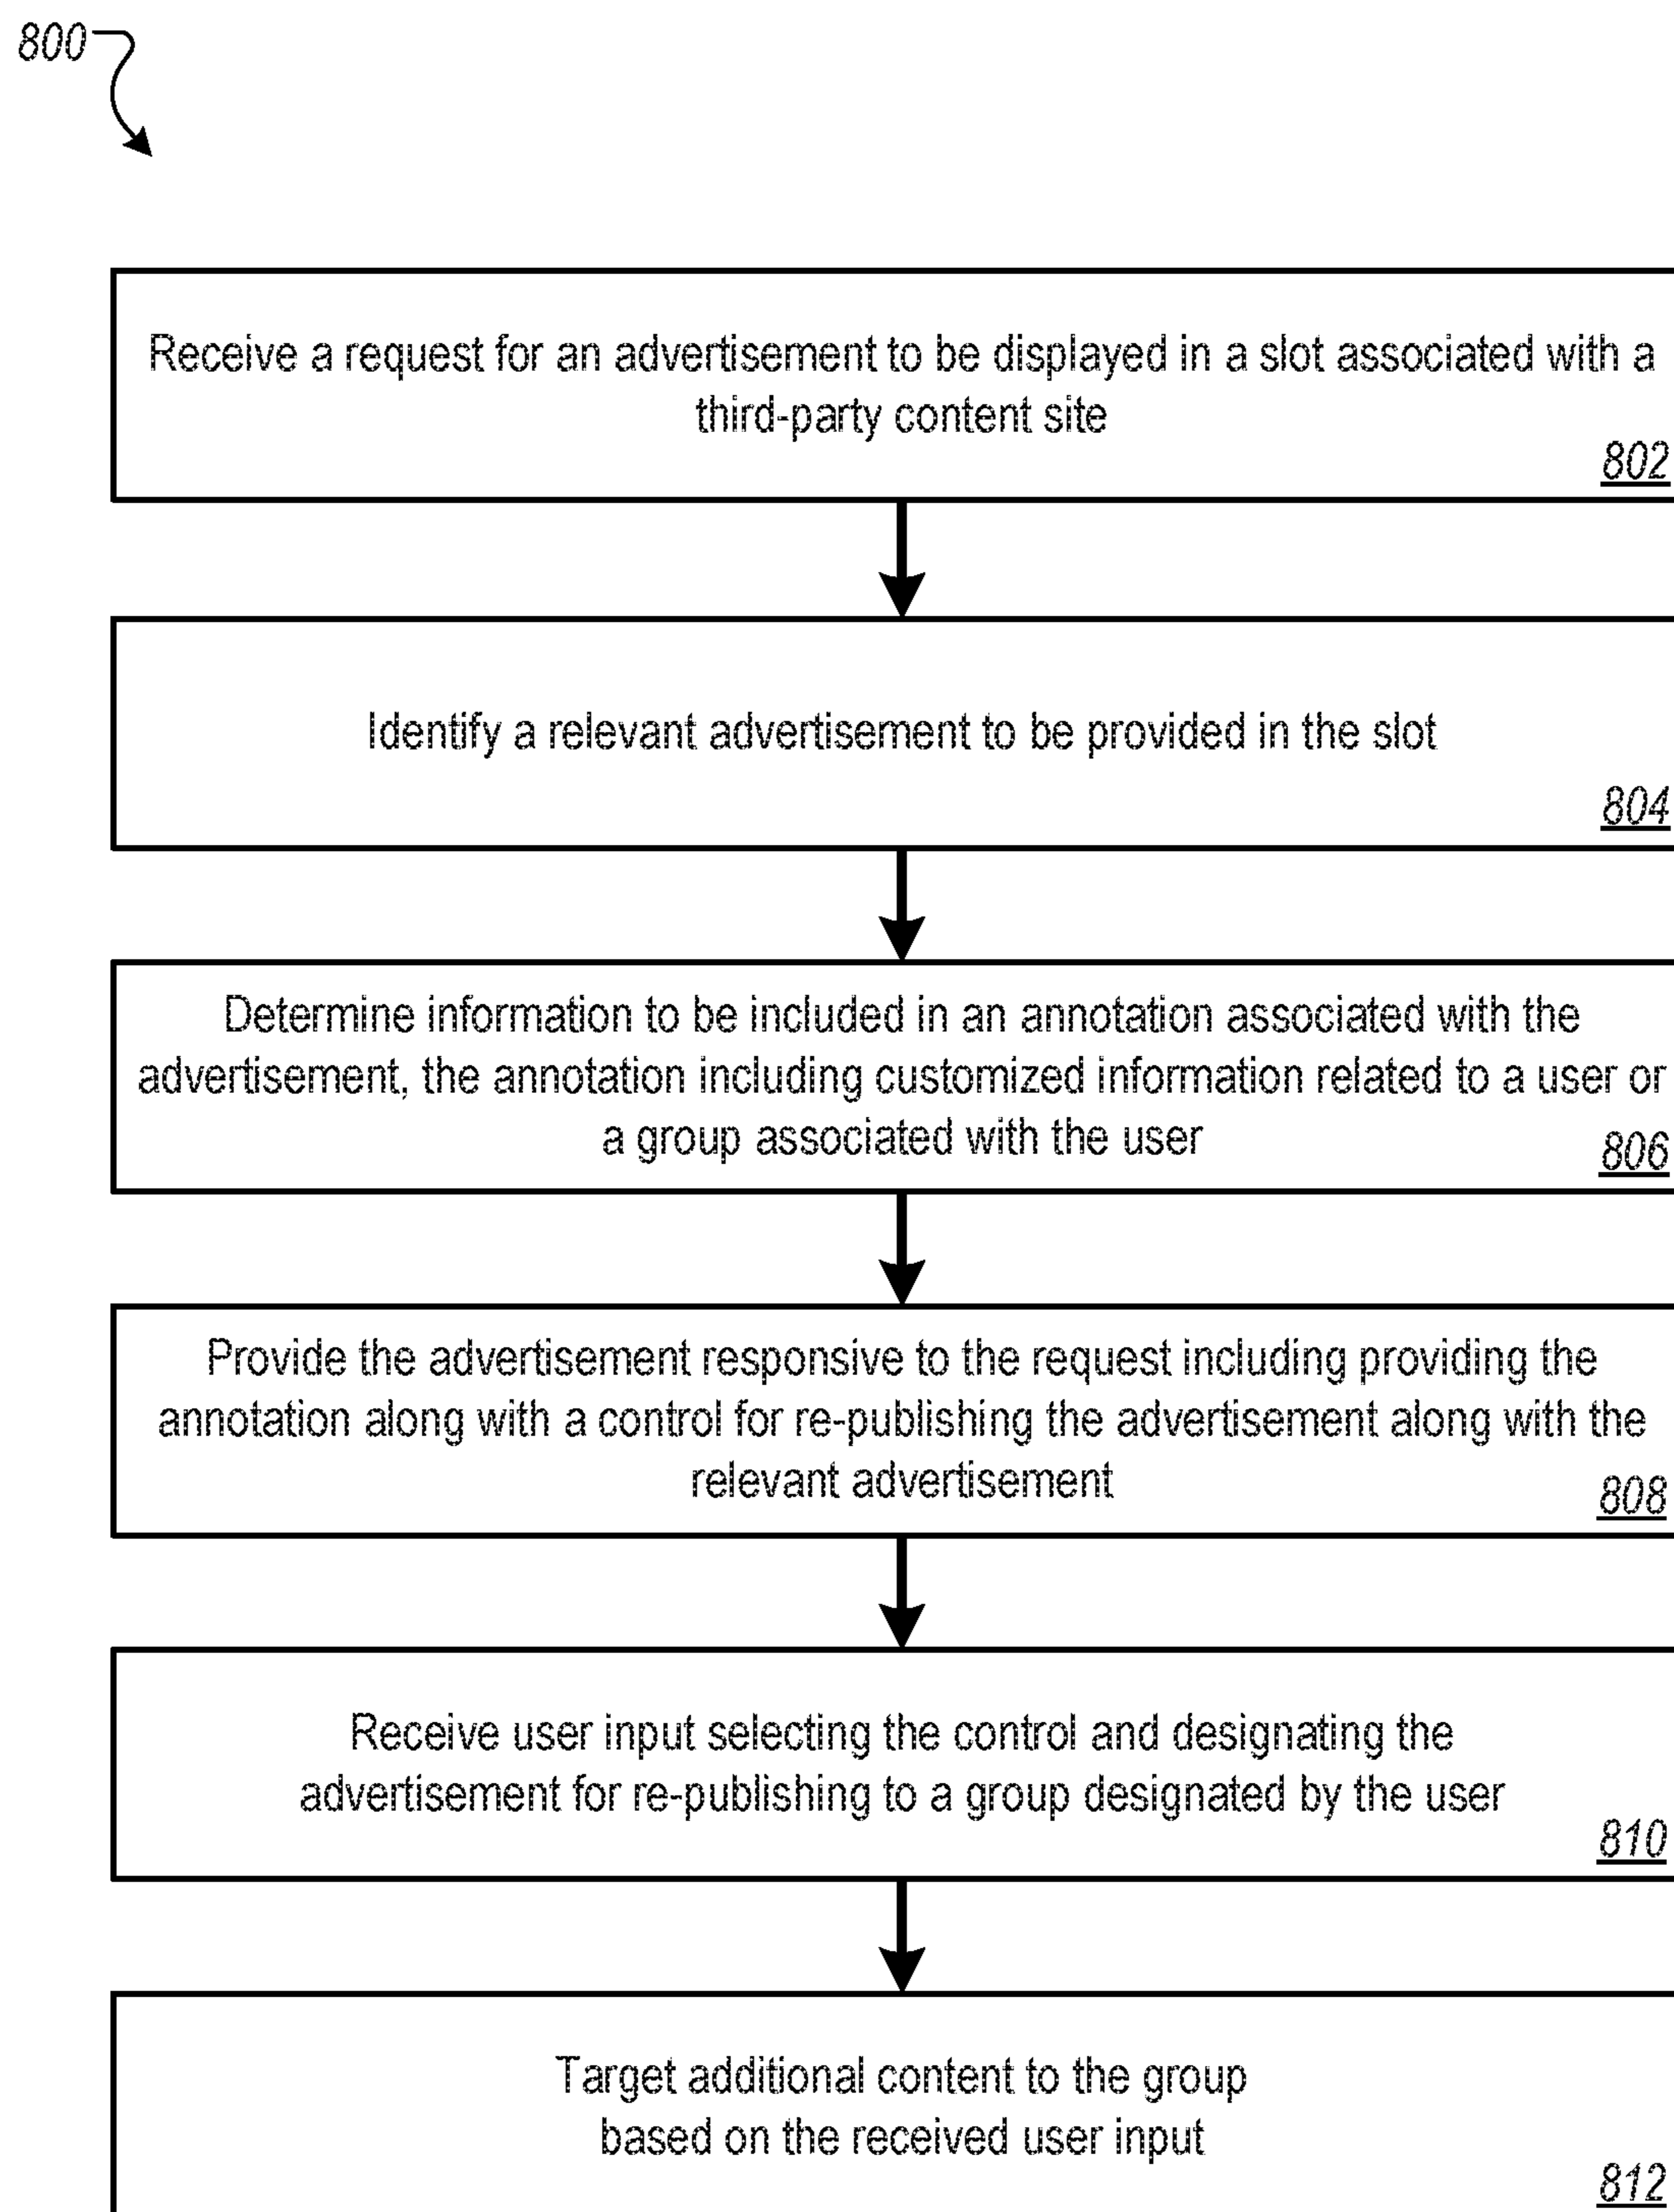 800
Receive a request for an advertisement to be displayed in a slot associated with a
third-party content site
802
Identify a relevant advertisement to be provided in the slot
804
Determine information to be included in an annotation associated with the
advertisement, the annotation including customized information related to a user or
a group associated with the user
806
Provide the advertisement responsive to the request including providing the
annotation along with a control for re-publishing the advertisement along with the
relevant advertisement
808
Receive user input selecting the control and designating the
advertisement for re-publishing to a group designated by the user
810
Target additional content to the group
based on the received user input
812